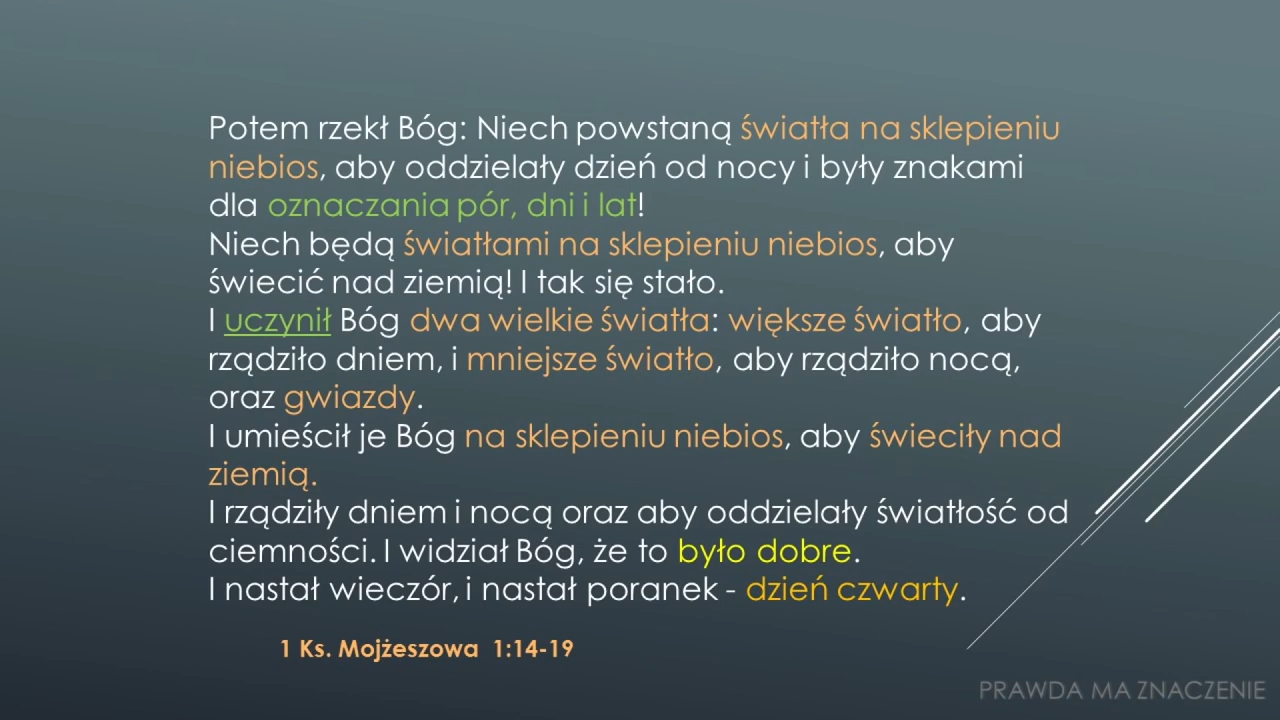 Potem rzekł Bóg: Niech powstaną światła na sklepieniu
niebios, aby oddzielały dzień od nocy i były znakami
dla oznaczania pór, dni i lat!
Niech będą światłami na sklepieniu niebios, aby
świecić nad ziemią! I tak się stało.
I uczynił Bóg dwa wielkie światła: większe światło, aby
rządziło dniem, i mniejsze światło, aby rządziło nocą,
oraz gwiazdy.
I umieścił je Bóg na sklepieniu niebios, aby świeciły nad
ziemią.
I rządziły dniem i nocą oraz aby oddzielały światłość od
ciemności. I widział Bóg, że to było dobre.
I nastał wieczór, i nastał poranek - dzień czwarty.
1 Ks. Mojżeszowa 1:14-19
PRAWDA MA ZNACZENIE